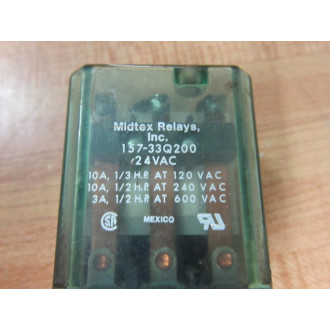 Midtex Relays,
Inc.
157-33Q200
24VAC
10A, 1/3 H.P. AT 120 VAC
10A, 1/2 H.P. AT 240 VAC
3A, 1/2 H.P. AT 600 VAC
MEXICO